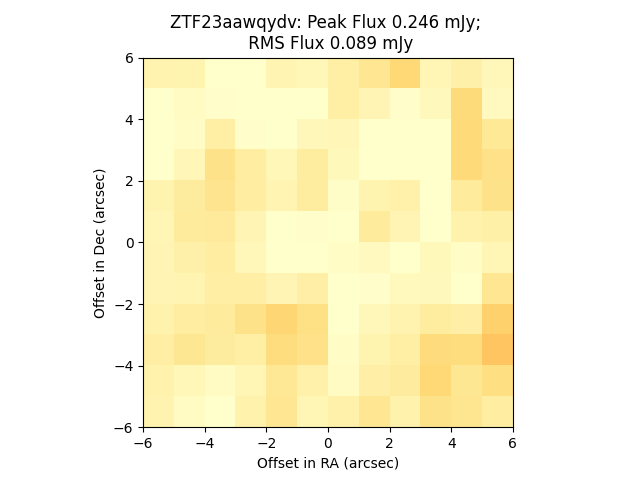 ZTF23aawqydv: Peak Flux 0.246 mJy;
RMS Flux 0.089 mJy
6
4
2
0
−2
−4
−6
Offset in Dec (arcsec)
−6 −4 −2 0 2 4 6
Offset in RA (arcsec)